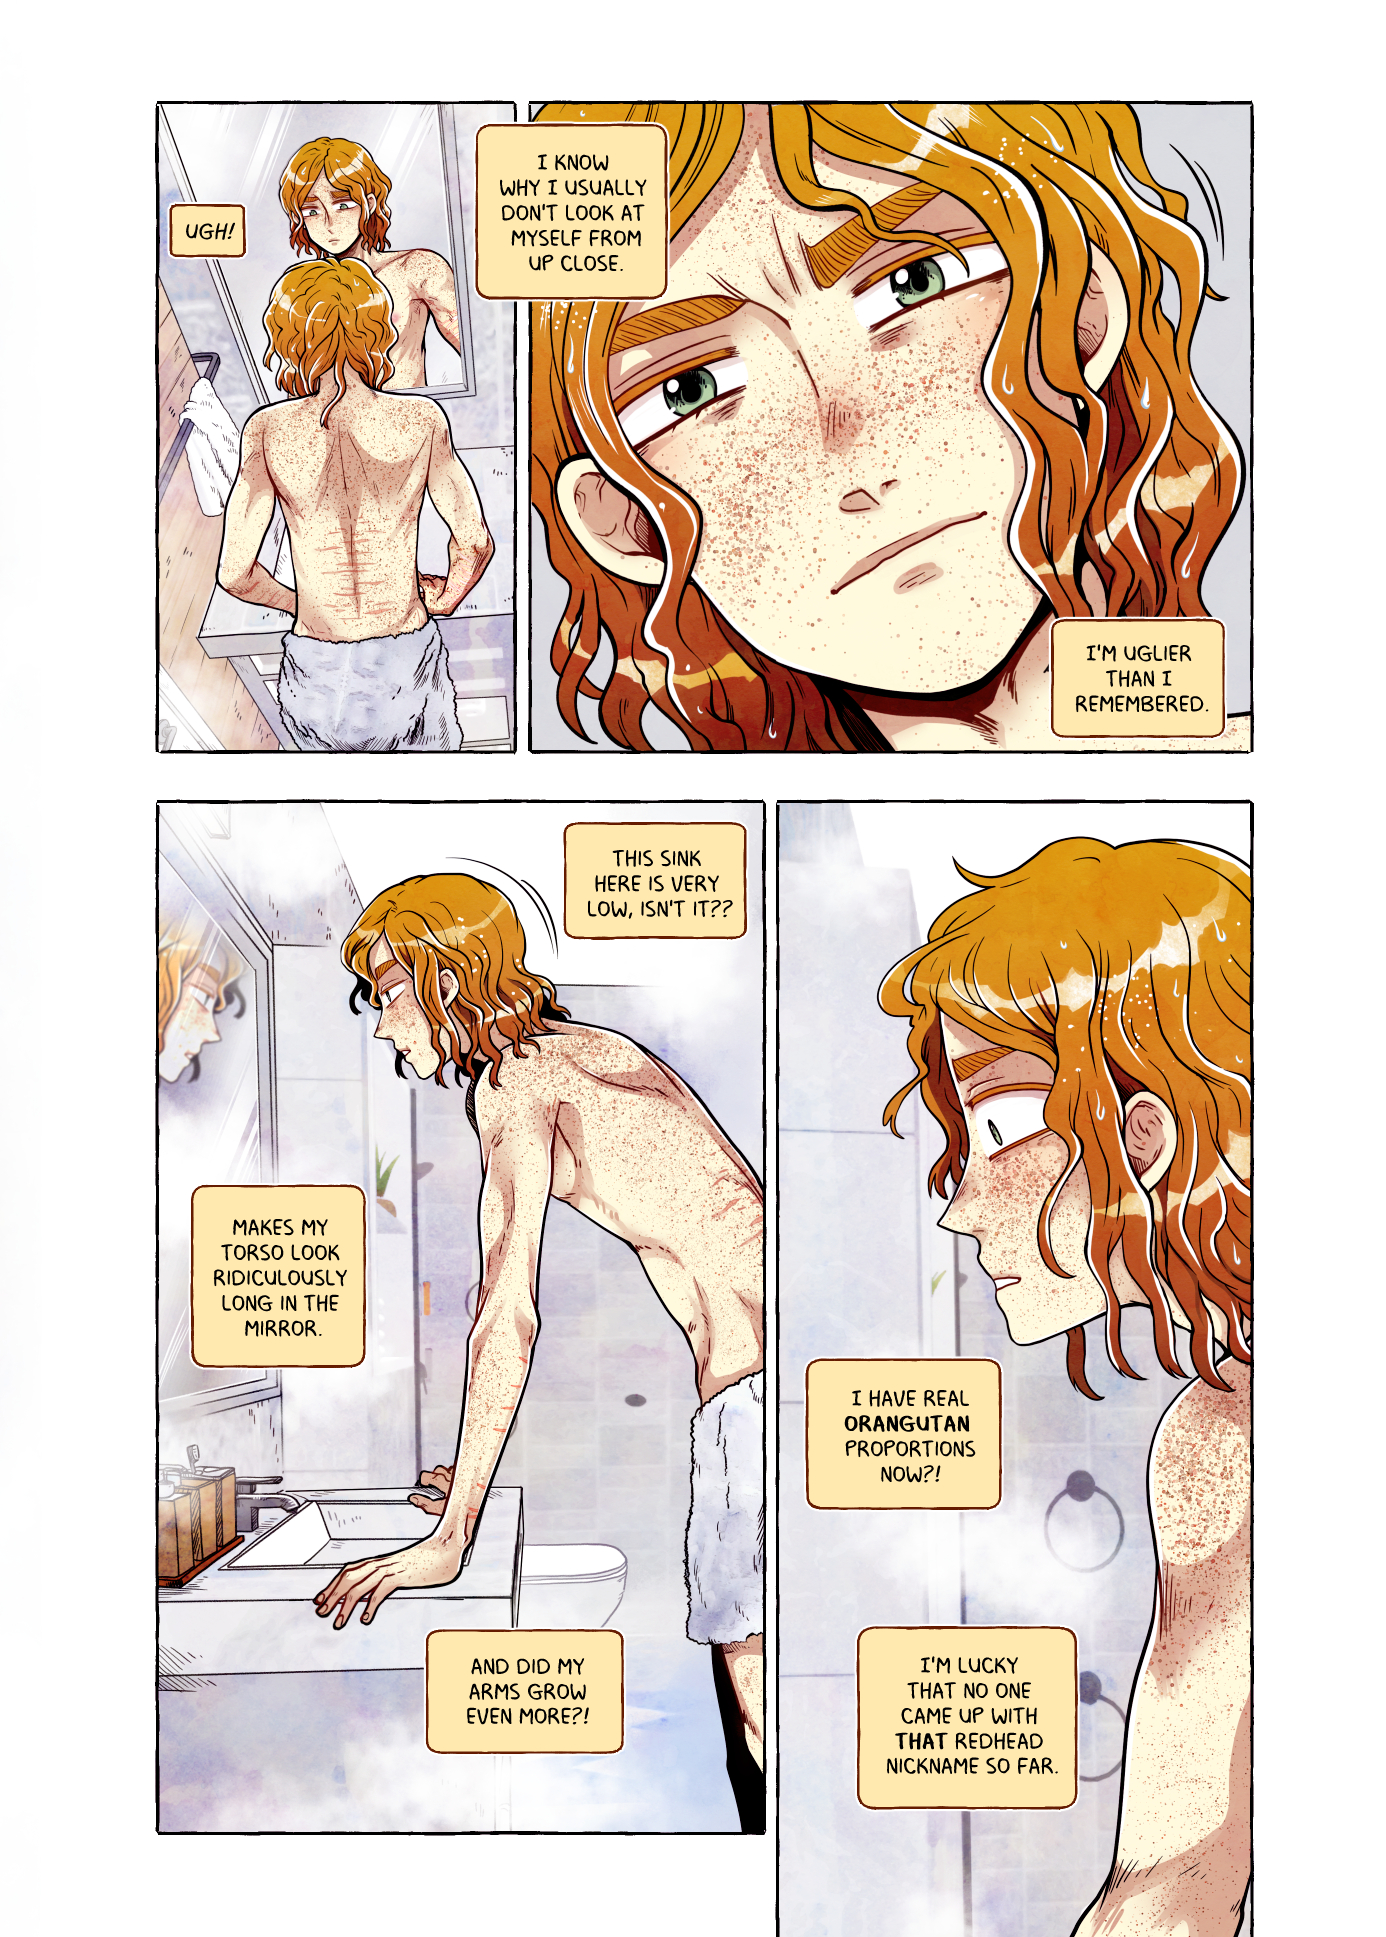 UGH!
I KNOW
WHY I USUALLY
DON'T LOOK AT
MYSELF FROM
UP CLOSE.
I'M UGLIER
THAN I
REMEMBERED.
THIS SINK
HERE IS VERY
LOW, ISN'T IT??
MAKES MY
TORSO LOOK
RIDICULOUSLY
LONG IN THE
MIRROR.
AND DID MY
ARMS GROW
EVEN MORE?!
I HAVE REAL
ORANGUTAN
PROPORTIONS
NOW?!
I'M LUCKY
THAT NO ONE
CAME UP WITH
THAT REDHEAD
NICKNAME SO FAR.